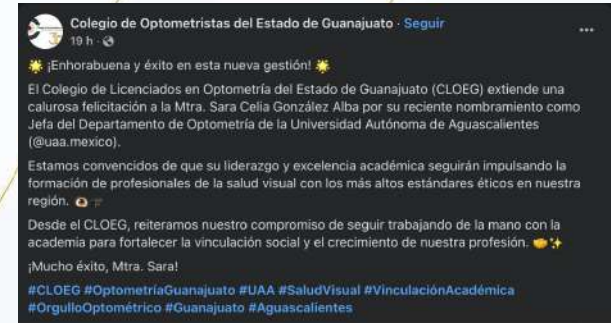 Colegio de Optometristas del Estado de Guanajuato · Seguir
19 h ·
🌟 ¡Enhorabuena y éxito en esta nueva gestión! 🌟
El Colegio de Licenciados en Optometría del Estado de Guanajuato (CLOEG) extiende una
calurosa felicitación a la Mtra. Sara Celia González Alba por su reciente nombramiento como
Jefa del Departamento de Optometría de la Universidad Autónoma de Aguascalientes
(@uaa.mexico).
Estamos convencidos de que su liderazgo y excelencia académica seguirán impulsando la
formación de profesionales de la salud visual con los más altos estándares éticos en nuestra
región.
Desde el CLOEG, reiteramos nuestro compromiso de seguir trabajando de la mano con la
academia para fortalecer la vinculación social y el crecimiento de nuestra profesión. 🤝✨
¡Mucho éxito, Mtra. Sara!
#CLOEG #OptometríaGuanajuato #UAA #SaludVisual #VinculaciónAcadémica
#OrgulloOptométrico #Guanajuato #Aguascalientes